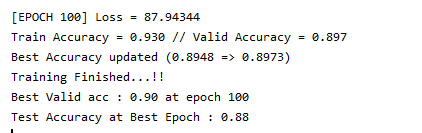 [EPOCH 100] Loss = 87.94344
Train Accuracy = 0.930 // Valid Accuracy = 0.897
Best Accuracy updated (0.8948 => 0.8973)
Training Finished...!!
Best Valid acc : 0.90 at epoch 100
Test Accuracy at Best Epoch : 0.88